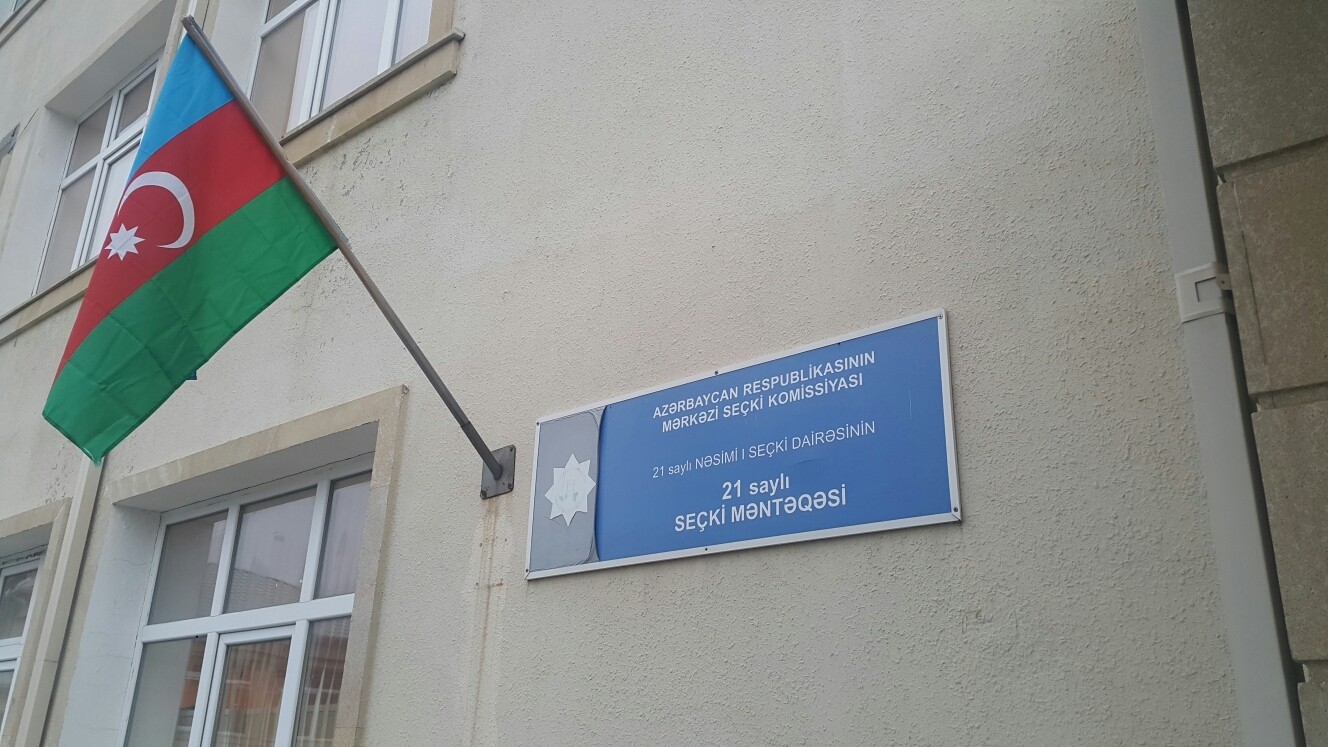 AZƏRBAYCAN RESPUBLİKASININ
MƏRKƏZİ SEÇKİ KOMİSSİYASI
21 saylı NƏSİMİ I SEÇKİ DAİRƏSİNİN
21 saylı
SEÇKİ MƏNTƏQƏSİ